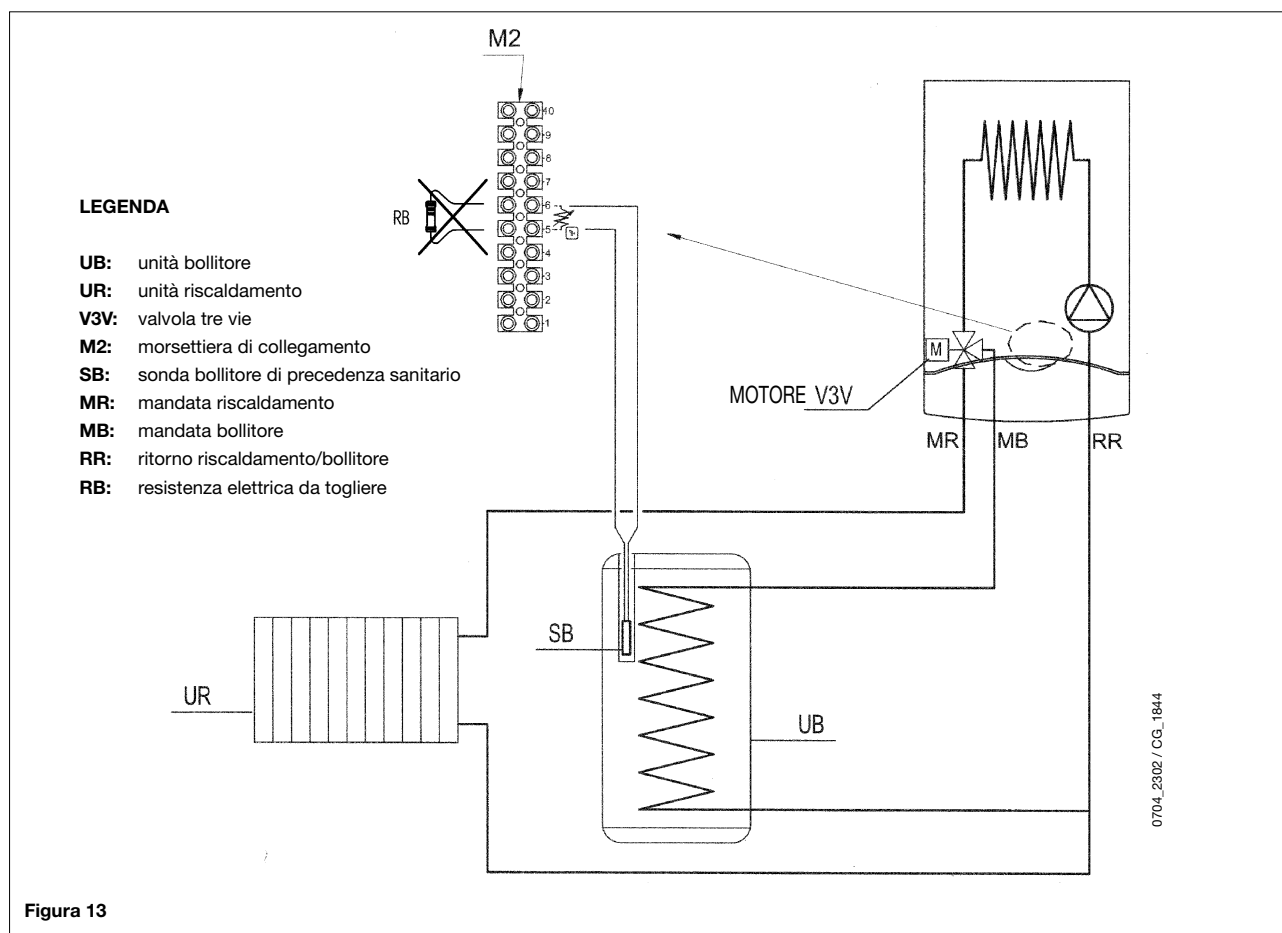 M2
10
9
8
7
6
5
4
3
2
1
RB
LEGENDA
UB: unità bollitore
UR: unità riscaldamento
V3V: valvola tre vie
M2: morsettiera di collegamento
SB: sonda bollitore di precedenza sanitario
MR: mandata riscaldamento
MB: mandata bollitore
RR: ritorno riscaldamento/bollitore
RB: resistenza elettrica da togliere
M
MOTORE V3V
MR MB RR
SB
UR
UB
0704_2302 / CG_1844
Figura 13